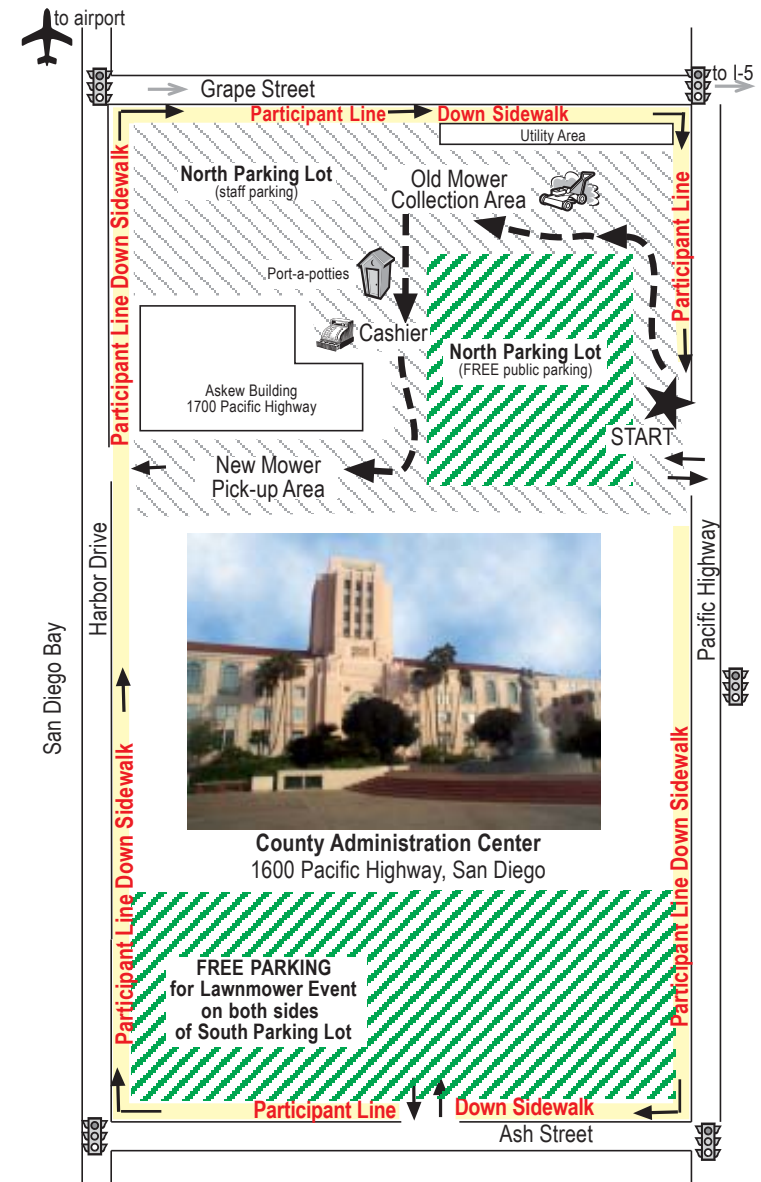 to airport
to I-5
Grape Street
Participant Line
Down Sidewalk
Utility Area
North Parking Lot
(staff parking)
Old Mower
Collection Area
Participant Line Down Sidewalk
Participant Line
Port-a-potties
Cashier
North Parking Lot
(FREE public parking)
Askew Building
1700 Pacific Highway
START
New Mower
Pick-up Area
Harbor Drive
San Diego Bay
Pacific Highway
County Administration Center
1600 Pacific Highway, San Diego
Participant Line Down Sidewalk
Participant Line Down Sidewalk
FREE PARKING
for Lawnmower Event
on both sides
of South Parking Lot
Participant Line
Down Sidewalk
Ash Street